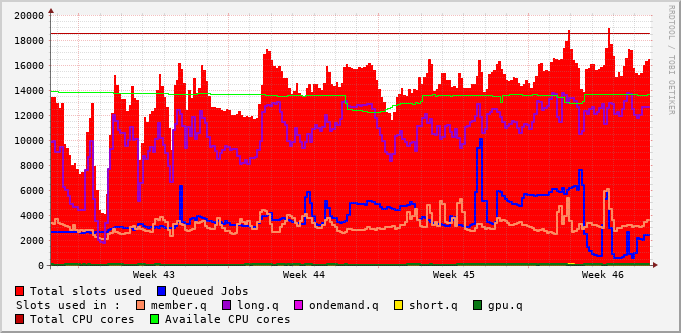 20000
18000
16000
14000
12000
10000
8000
6000
4000
2000
0
Week 43 Week 44 Week 45 Week 46
Total slots used Queued Jobs
Slots used in : member.q long.q ondemand.q short.q gpu.q
Total CPU cores Availale CPU cores
RRDTOOL / TOBI OETIKER